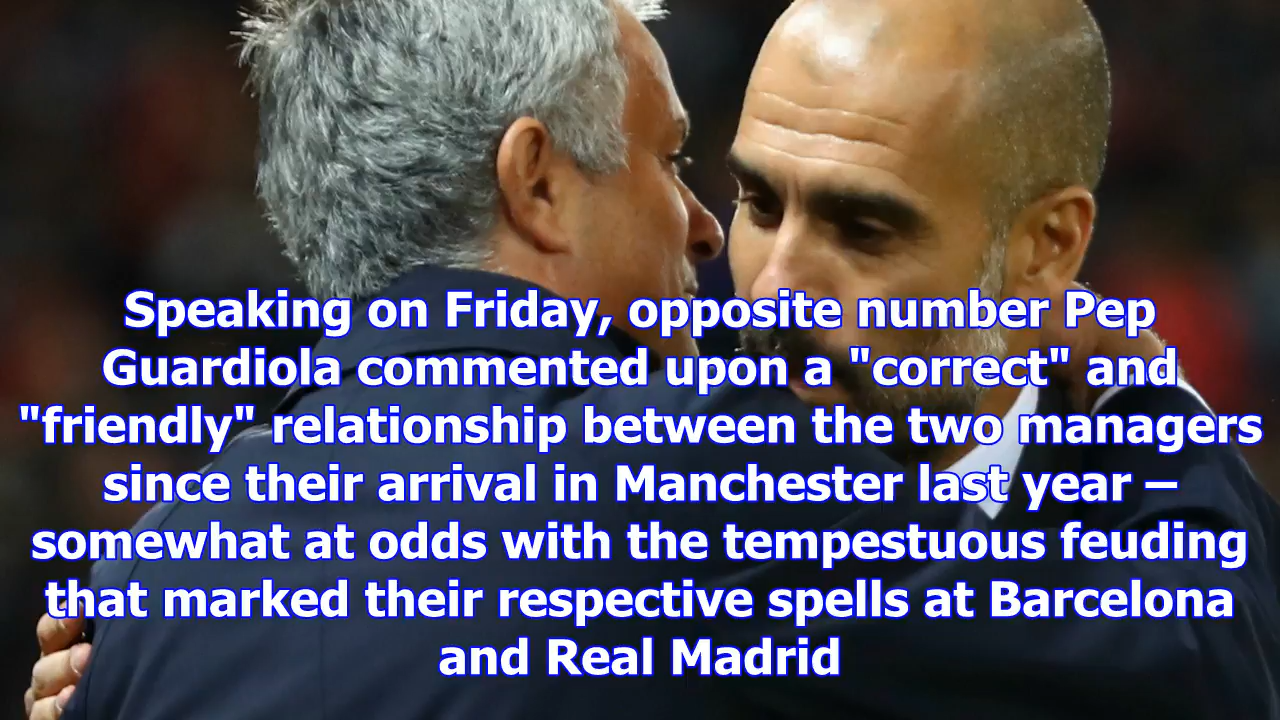 Speaking on Friday, opposite number Pep
Guardiola commented upon a "correct" and
"friendly" relationship between the two managers
since their arrival in Manchester last year –
somewhat at odds with the tempestuous feuding
that marked their respective spells at Barcelona
and Real Madrid